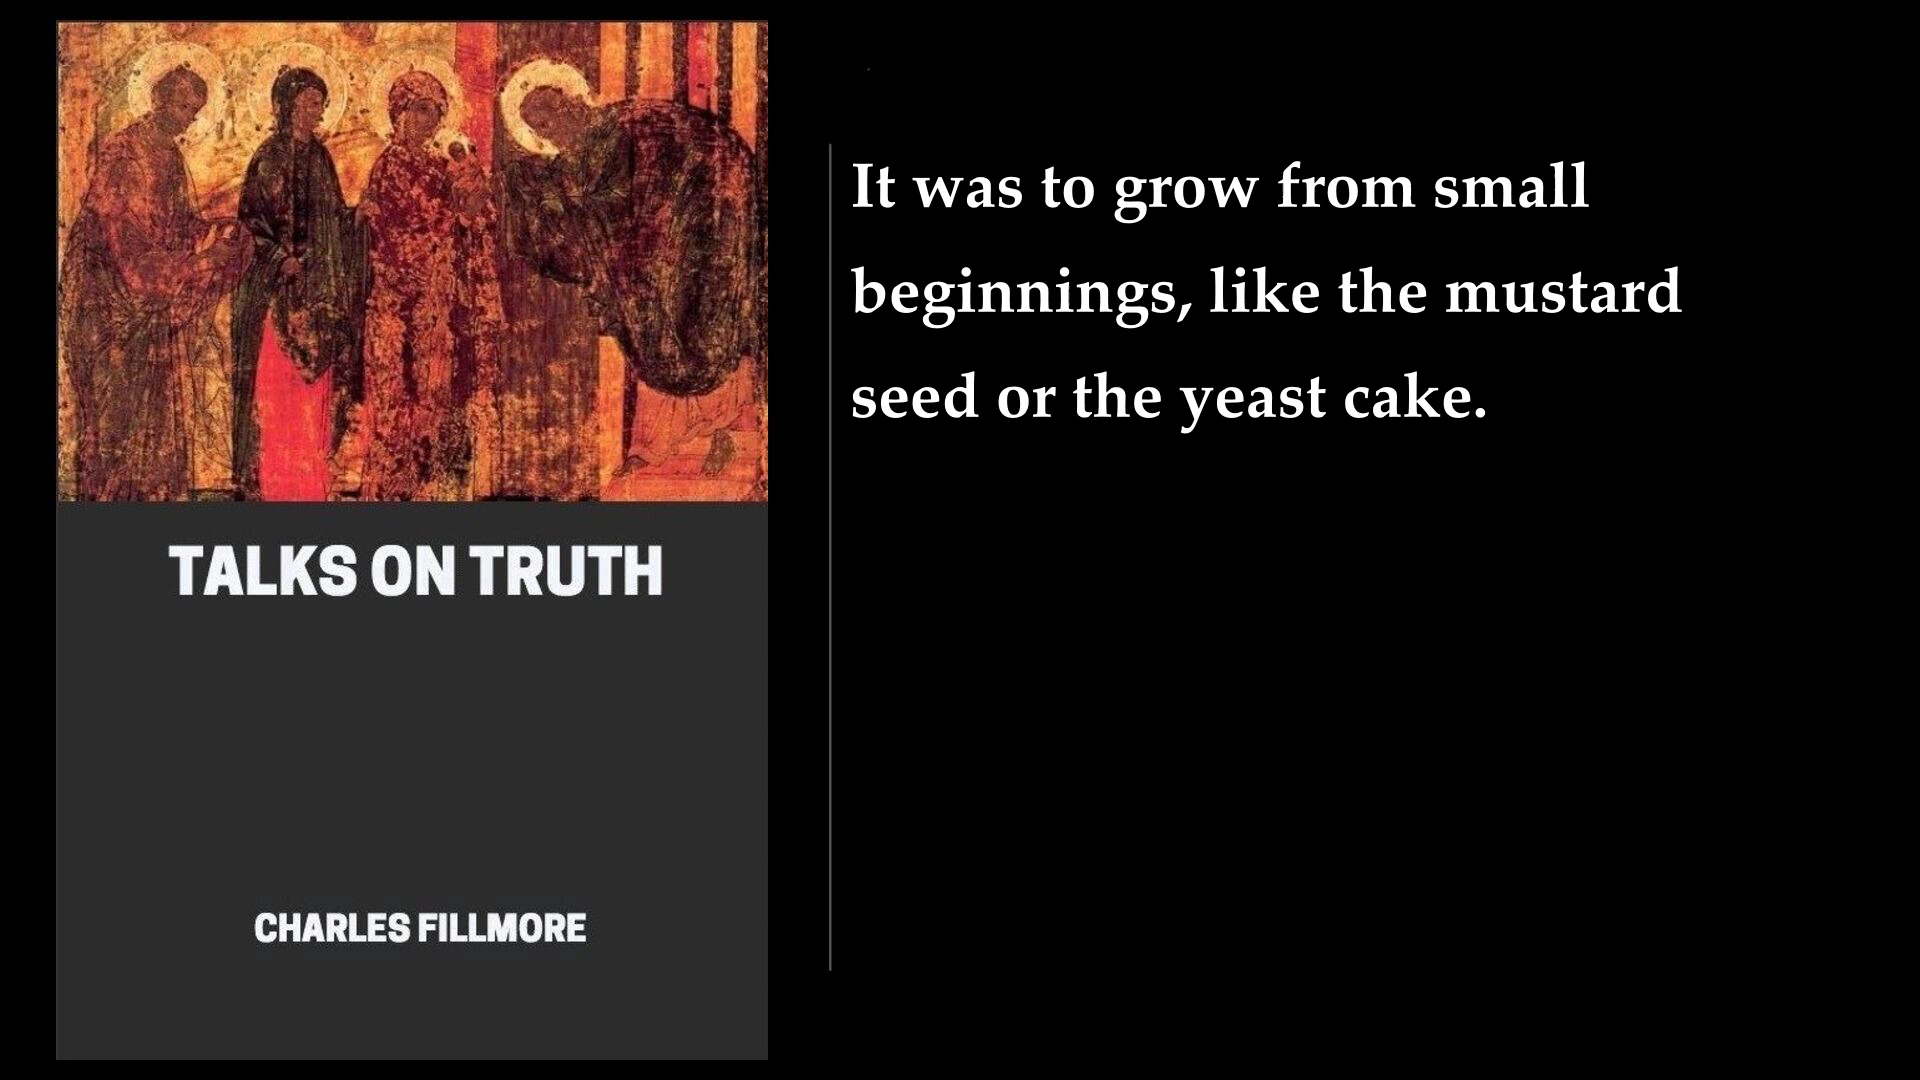 TALKS ON TRUTH
CHARLES FILLMORE
It was to grow from small
beginnings, like the mustard
seed or the yeast cake.